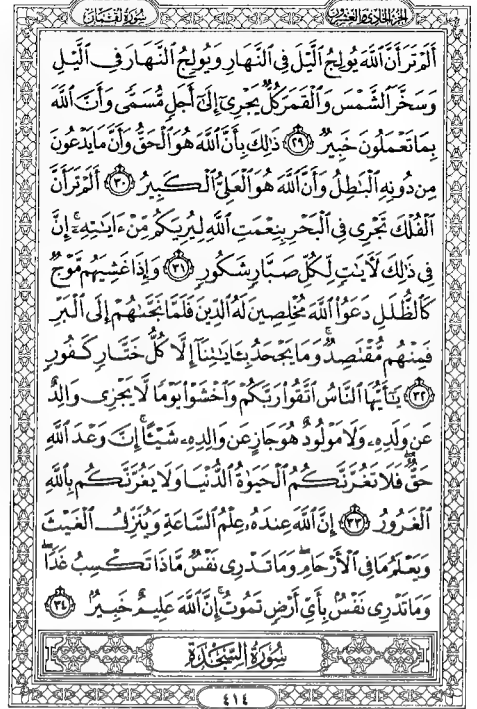 سورة لقمان الجزء الحادي والعشرون
أَلَمْ تَرَ أَنَّ ٱللَّهَ يُولِجُ ٱلَّيْلَ فِى ٱلنَّهَارِ وَيُولِجُ ٱلنَّهَارَ فِى ٱلَّيْلِ
وَسَخَّرَ ٱلشَّمْسَ وَٱلْقَمَرَ كُلٌّ يَجْرِىٓ إِلَىٰٓ أَجَلٍ مُّسَمًّى وَأَنَّ ٱللَّهَ
بِمَا تَعْمَلُونَ خَبِيرٌ ٢٩ ذَٰلِكَ بِأَنَّ ٱللَّهَ هُوَ ٱلْحَقُّ وَأَنَّ مَا يَدْعُونَ
مِن دُونِهِ ٱلْبَٰطِلُ وَأَنَّ ٱللَّهَ هُوَ ٱلْعَلِىُّ ٱلْكَبِيرُ ٣٠ أَلَمْ تَرَ أَنَّ
ٱلْفُلْكَ تَجْرِى فِى ٱلْبَحْرِ بِنِعْمَتِ ٱللَّهِ لِيُرِيَكُم مِّنْ ءَايَٰتِهِۦٓ ۚ إِنَّ
فِى ذَٰلِكَ لَءَايَٰتٍ لِّكُلِّ صَبَّارٍ شَكُورٍ ٣١ وَإِذَا غَشِيَهُم مَّوْجٌ
كَٱلظُّلَلِ دَعَوُا۟ ٱللَّهَ مُخْلِصِينَ لَهُ ٱلدِّينَ فَلَمَّا نَجَّىٰهُمْ إِلَى ٱلْبَرِّ
فَمِنْهُم مُّقْتَصِدٌ ۚ وَمَا يَجْحَدُ بِـَٔايَٰتِنَآ إِلَّا كُلُّ خَتَّارٍ كَفُورٍ
٣٢ يَٰٓأَيُّهَا ٱلنَّاسُ ٱتَّقُوا۟ رَبَّكُمْ وَٱخْشَوْا۟ يَوْمًا لَّا يَجْزِى وَالِدٌ
عَن وَلَدِهِۦ وَلَا مَوْلُودٌ هُوَ جَازٍ عَن وَالِدِهِۦ شَيْـًٔا ۚ إِنَّ وَعْدَ ٱللَّهِ
حَقٌّ ۖ فَلَا تَغُرَّنَّكُمُ ٱلْحَيَوٰةُ ٱلدُّنْيَا وَلَا يَغُرَّنَّكُم بِٱللَّهِ
ٱلْغَرُورُ ٣٣ إِنَّ ٱللَّهَ عِندَهُۥ عِلْمُ ٱلسَّاعَةِ وَيُنَزِّلُ ٱلْغَيْثَ
وَيَعْلَمُ مَا فِى ٱلْأَرْحَامِ ۖ وَمَا تَدْرِى نَفْسٌ مَّاذَا تَكْسِبُ غَدًا ۖ
وَمَا تَدْرِى نَفْسٌۢ بِأَىِّ أَرْضٍ تَمُوتُ ۚ إِنَّ ٱللَّهَ عَلِيمٌ خَبِيرٌۢ ٣٤
سُورَةُ السَّجْدَةِ
٤١٤